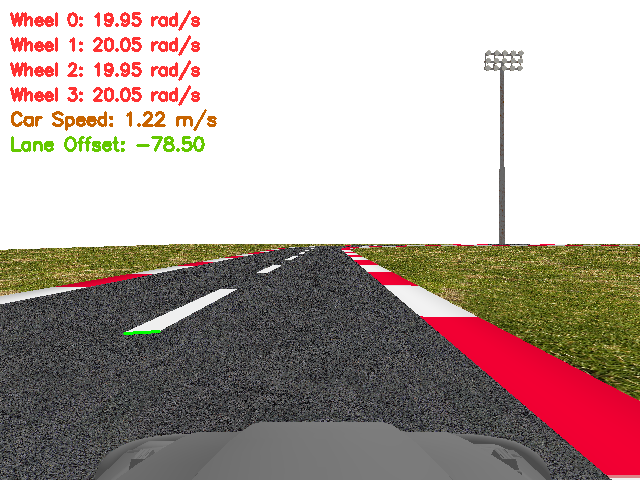 Wheel 0: 19.95 rad/s
Wheel 1: 20.05 rad/s
Wheel 2: 19.95 rad/s
Wheel 3: 20.05 rad/s
Car Speed: 1.22 m/s
Lane Offset: -78.50